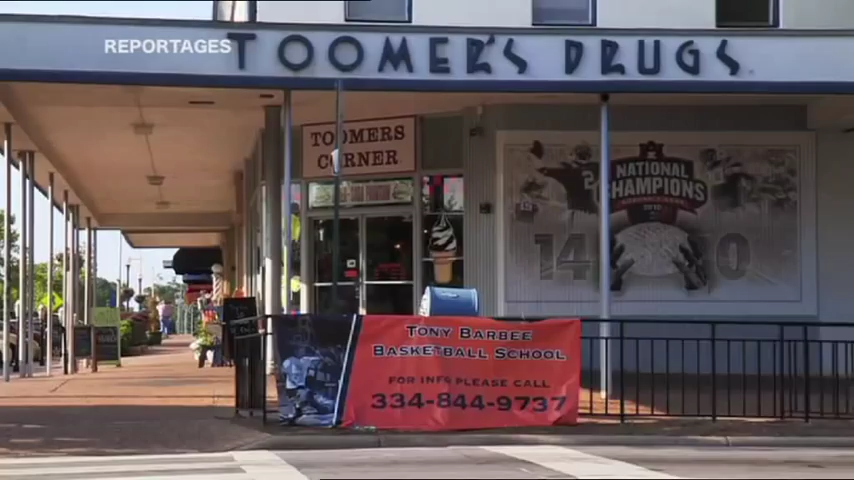 REPORTAGES
TOOMER'S DRUGS
TOOMERS
CORNER
NATIONAL
CHAMPIONS
14
TONY BARBEE
BASKETBALL SCHOOL
FOR INFO PLEASE CALL
334-844-9737